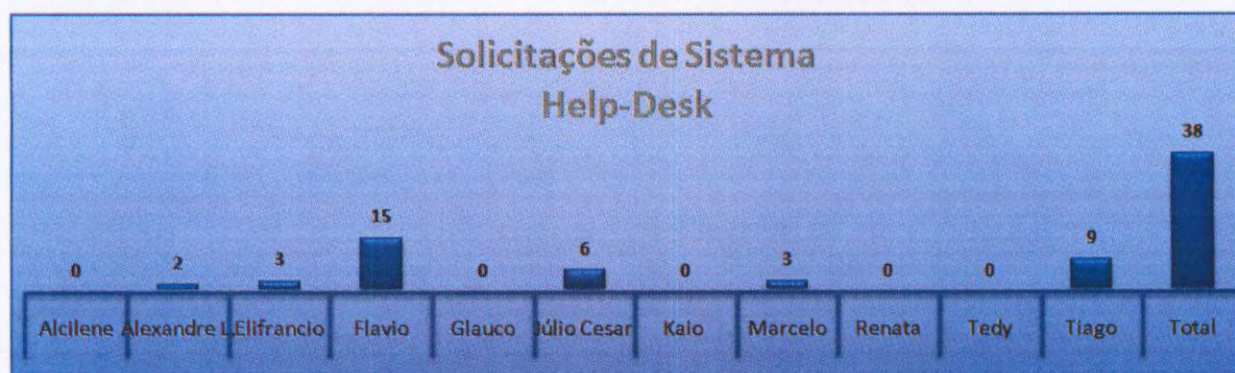 Solicitações de Sistema
Help-Desk
0 2 3 15 0 6 0 3 0 0 9 38
Alcilene Alexandre L. Elifrancio Flavio Glauco Júlio Cesar Kaio Marcelo Renata Tedy Tiago Total